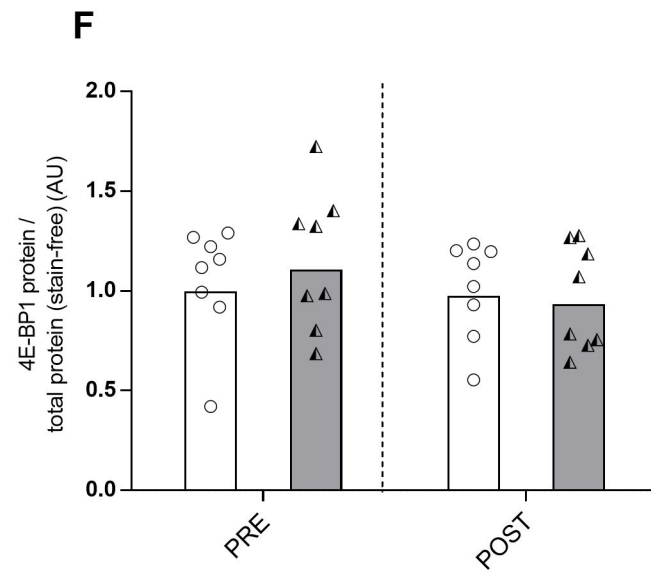 F
4E-BP1 protein /
total protein (stain-free) (AU)
2.0
1.5
1.0
0.5
0.0
PRE
POST